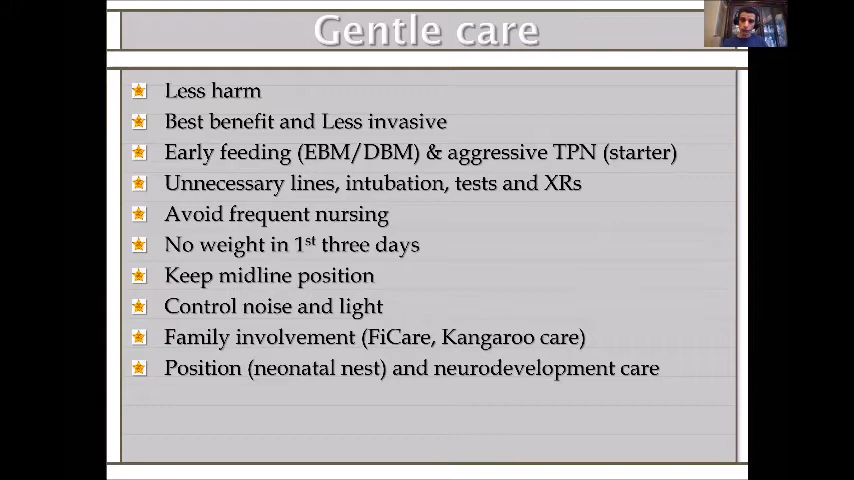 Gentle care
Less harm
Best benefit and Less invasive
Early feeding (EBM/DBM) & aggressive TPN (starter)
Unnecessary lines, intubation, tests and XRs
Avoid frequent nursing
No weight in 1st three days
Keep midline position
Control noise and light
Family involvement (FiCare, Kangaroo care)
Position (neonatal nest) and neurodevelopment care